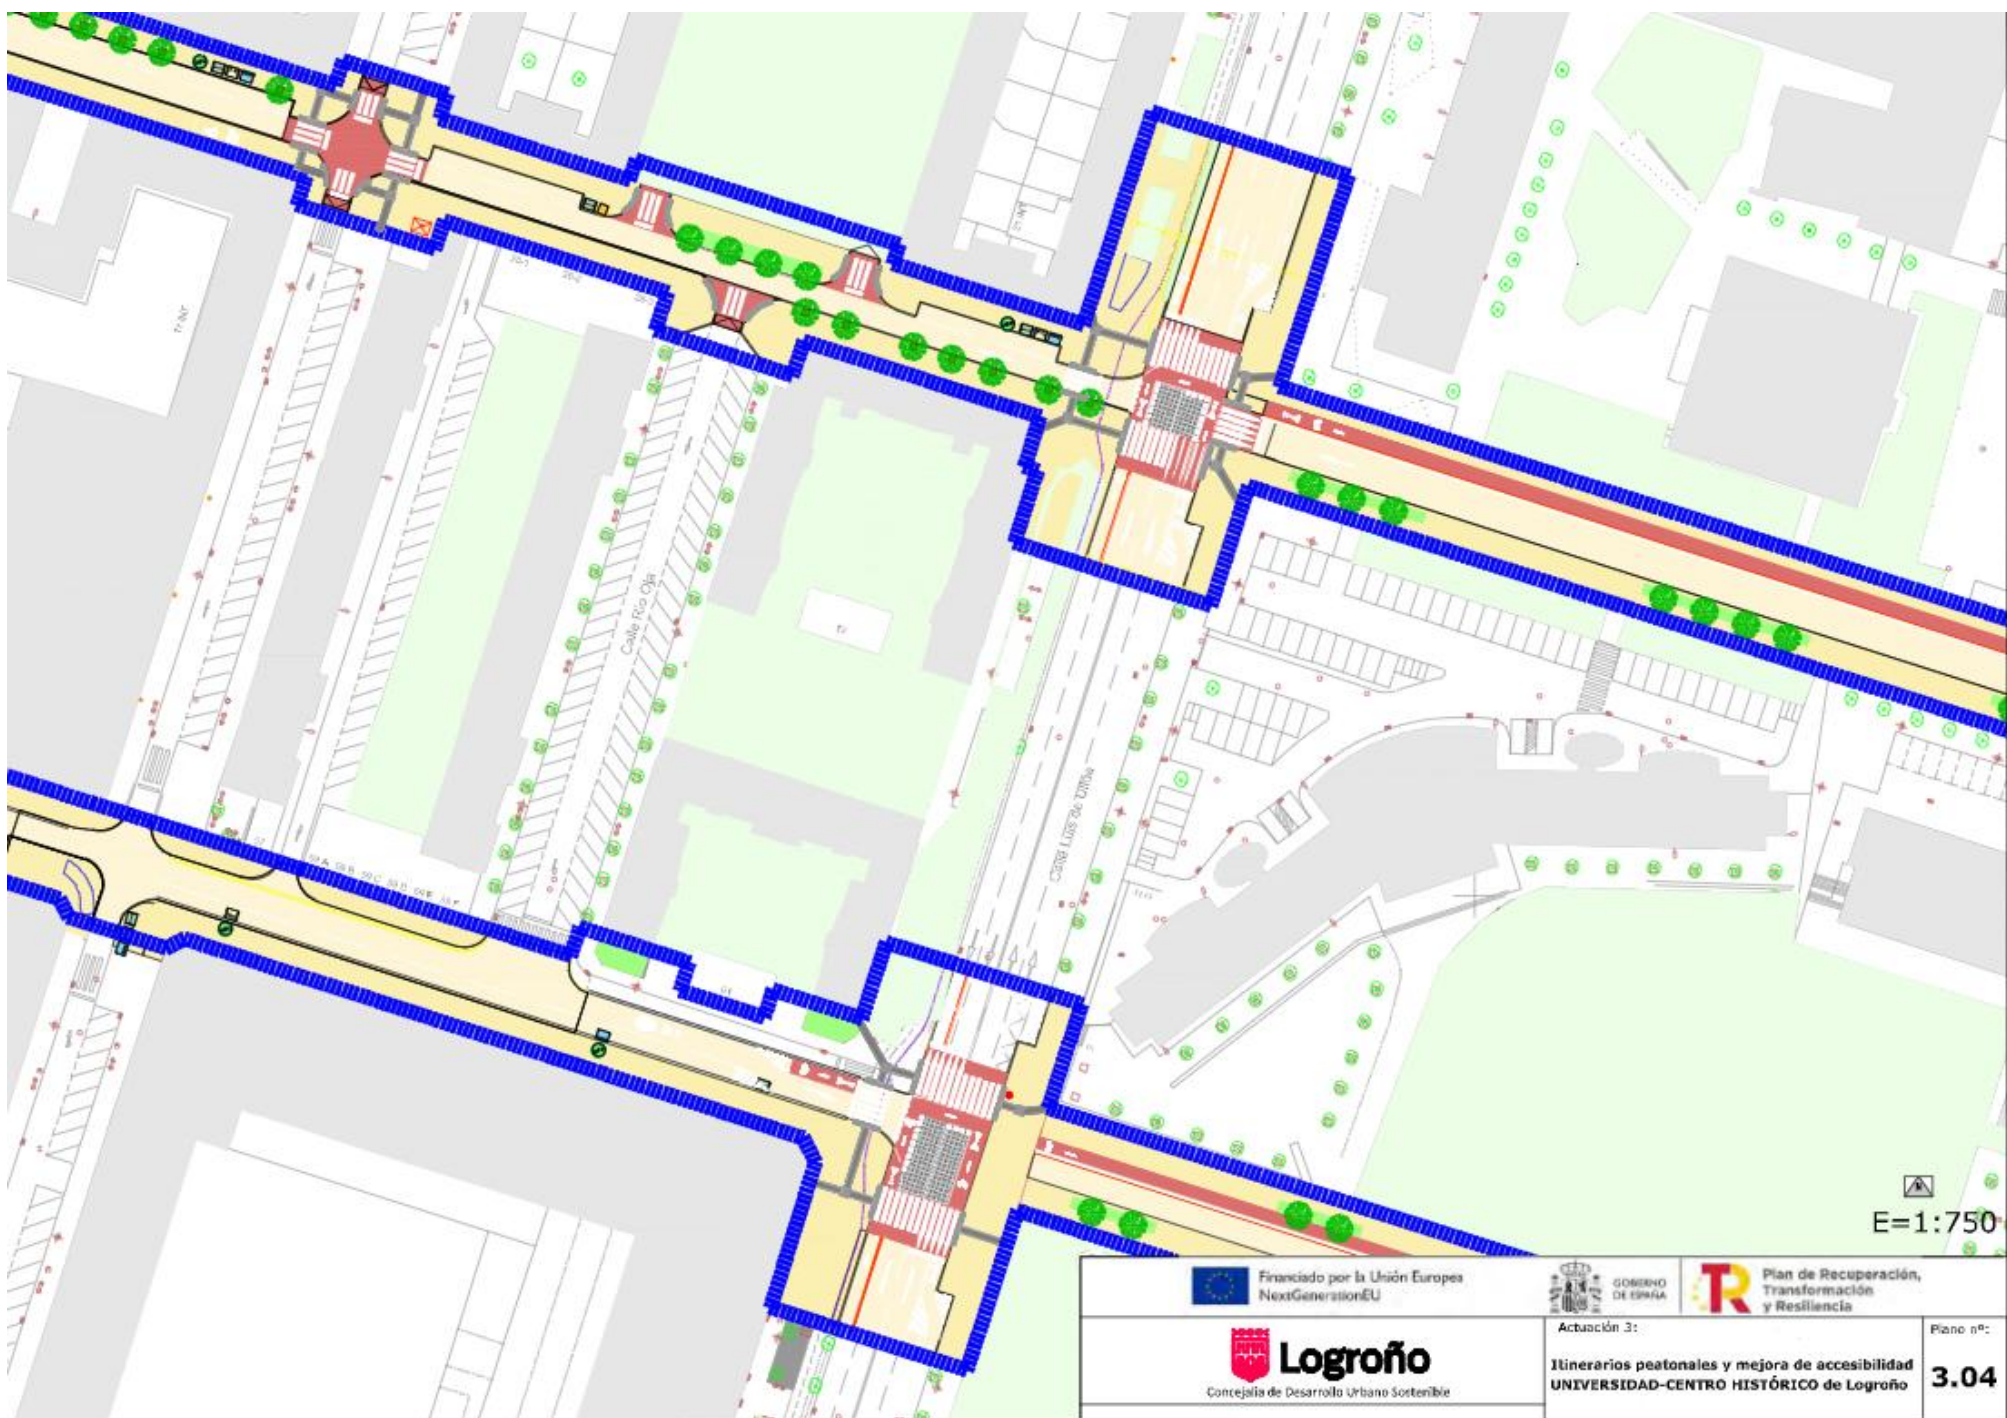 Calle Rio Oja
Calle Luis de Ulloa
E=1:750
Financiado por la Unión Europea
NextGenerationEU
GOBIERNO
DE ESPAÑA
TR
Plan de Recuperación,
Transformación
y Resiliencia
Logroño
Concejalía de Desarrollo Urbano Sostenible
Actuación 3:
Itinerarios peatonales y mejora de accesibilidad
UNIVERSIDAD-CENTRO HISTÓRICO de Logroño
Plano nº:
3.04